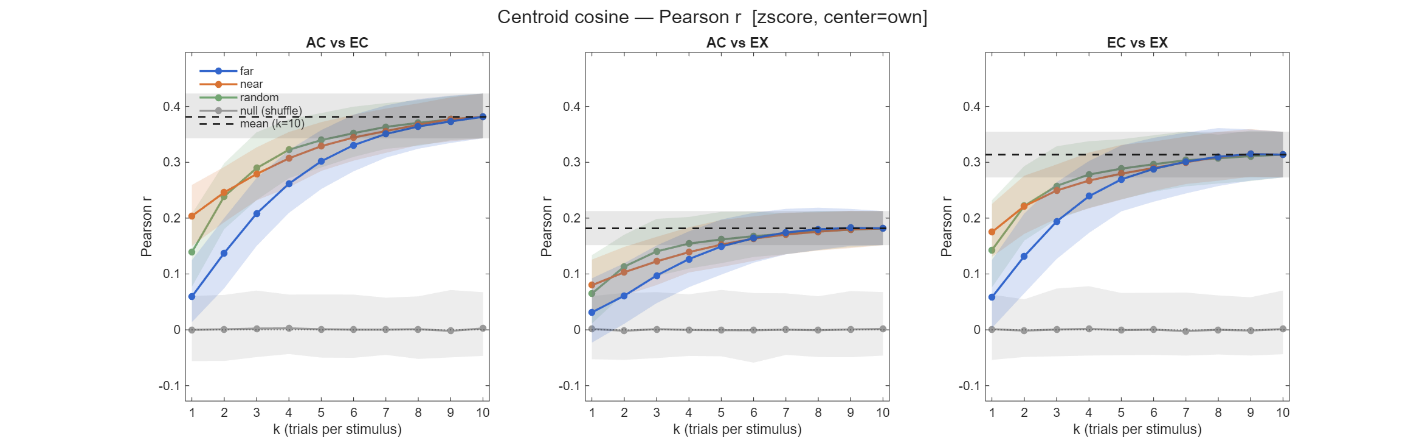 Centroid cosine — Pearson r [zscore, center=own]
AC vs EC
far
near
random
null (shuffle)
mean (k=10)
0.4
0.3
0.2
0.1
0
-0.1
Pearson r
1 2 3 4 5 6 7 8 9 10
k (trials per stimulus)
AC vs EX
0.4
0.3
0.2
0.1
0
-0.1
Pearson r
1 2 3 4 5 6 7 8 9 10
k (trials per stimulus)
EC vs EX
0.4
0.3
0.2
0.1
0
-0.1
Pearson r
1 2 3 4 5 6 7 8 9 10
k (trials per stimulus)